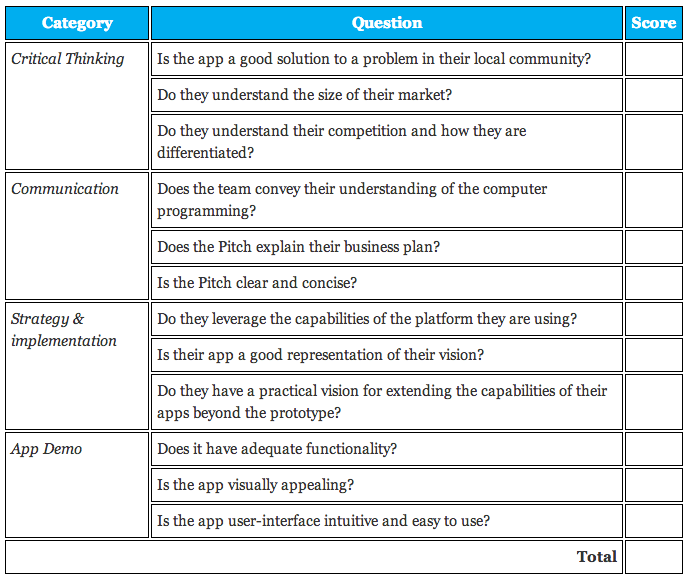 Category Question Score
Critical Thinking Is the app a good solution to a problem in their local community?
Do they understand the size of their market?
Do they understand their competition and how they are
differentiated?
Communication Does the team convey their understanding of the computer
programming?
Does the Pitch explain their business plan?
Is the Pitch clear and concise?
Strategy & Do they leverage the capabilities of the platform they are using?
implementation
Is their app a good representation of their vision?
Do they have a practical vision for extending the capabilities of their
apps beyond the prototype?
App Demo Does it have adequate functionality?
Is the app visually appealing?
Is the app user-interface intuitive and easy to use?
Total